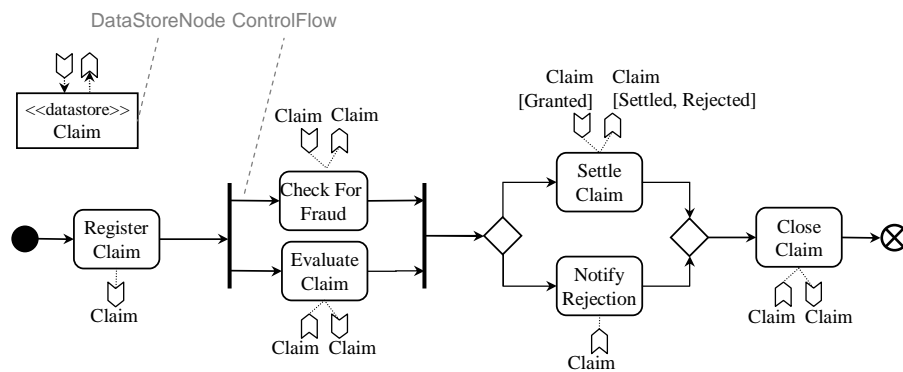 DataStoreNode ControlFlow
<<datastore>>
Claim
Claim
[Granted]
Claim
[Settled, Rejected]
Claim Claim
Check For
Fraud
Settle
Claim
Register
Claim
Claim
Evaluate
Claim
Claim Claim
Notify
Rejection
Claim
Close
Claim
Claim Claim